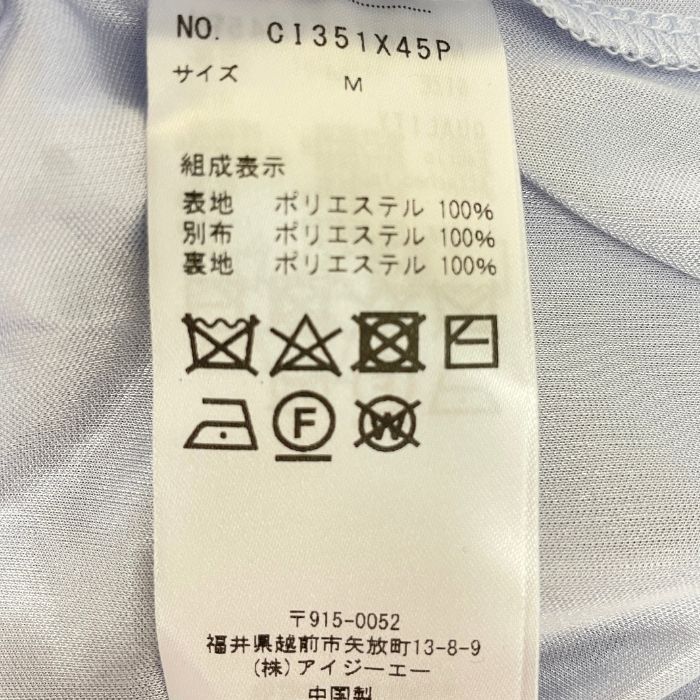 NO. CI351X45P
サイズ M
組成表示
表地 ポリエステル 100%
別布 ポリエステル 100%
裏地 ポリエステル 100%
F
W
〒915-0052
福井県越前市矢放町13-8-9
(株)アイジーエー
中国製